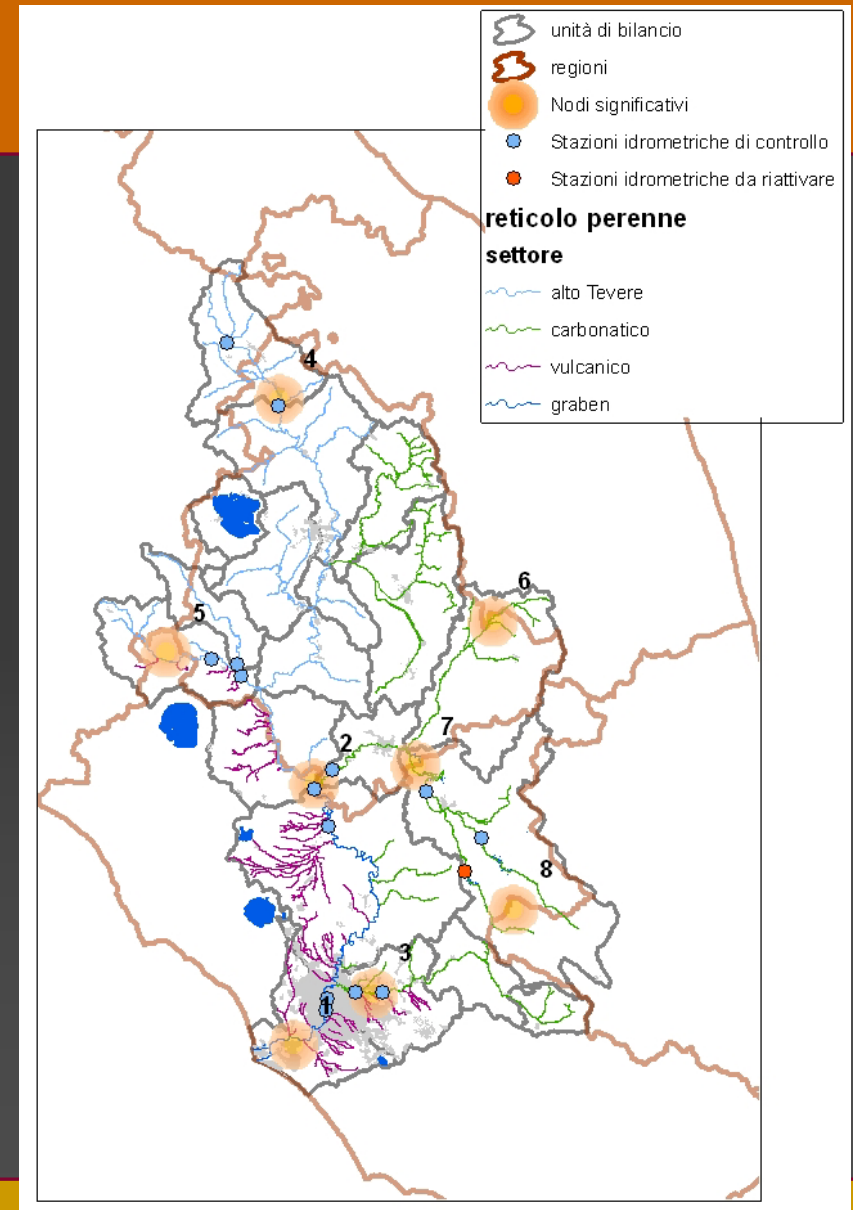 unità di bilancio
regioni
Nodi significativi
Stazioni idrometriche di controllo
Stazioni idrometriche da riattivare
reticolo perenne
settore
alto Tevere
carbonatico
vulcanico
graben
4
6
5
7
2
8
3
1